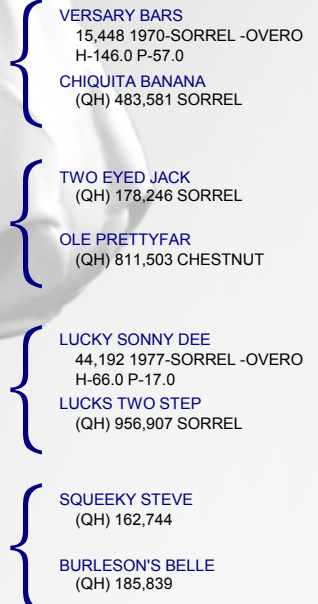 VERSARY BARS
15,448 1970-SORREL -OVERO
H-146.0 P-57.0
CHIQUITA BANANA
(QH) 483,581 SORREL
TWO EYED JACK
(QH) 178,246 SORREL
OLE PRETTYFAR
(QH) 811,503 CHESTNUT
LUCKY SONNY DEE
44,192 1977-SORREL -OVERO
H-66.0 P-17.0
LUCKS TWO STEP
(QH) 956,907 SORREL
SQUEEKY STEVE
(QH) 162,744
BURLESON'S BELLE
(QH) 185,839